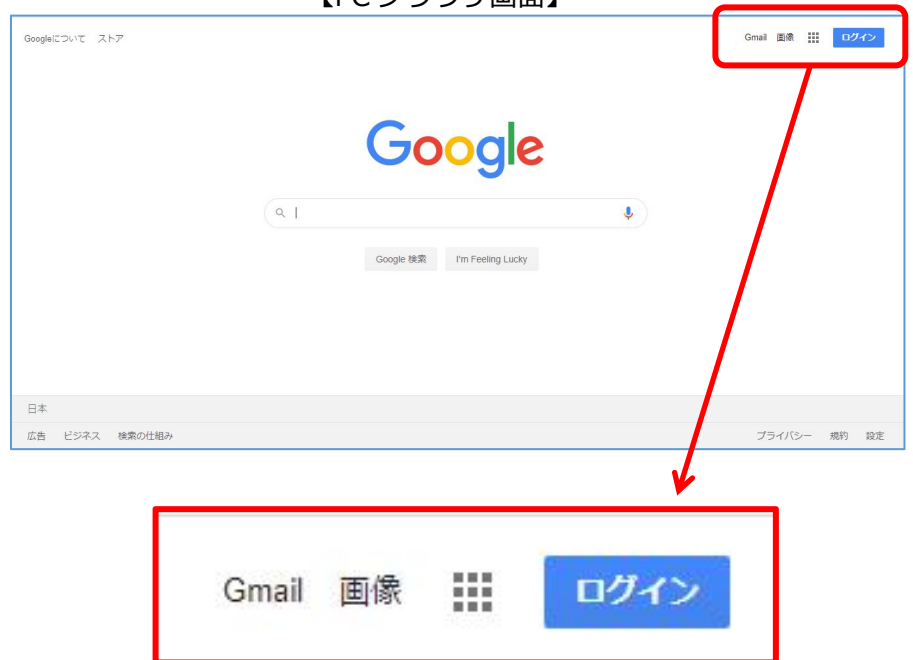 Googleについて ストア
Gmail 画像 ログイン
Google
Google 検索 I'm Feeling Lucky
日本
広告 ビジネス 検索の仕組み プライバシー 規約 設定
Gmail 画像 ログイン